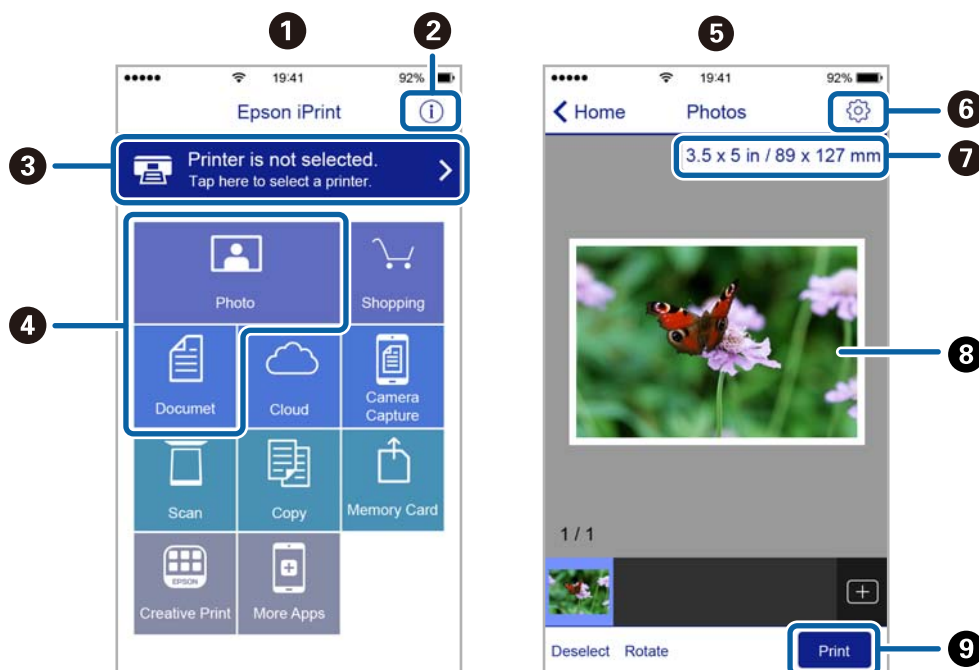 1
2
19:41
92%
Epson iPrint
i
3
Printer is not selected.
Tap here to select a printer.
4
Photo
Shopping
Documet
Cloud
Camera
Capture
Scan
Copy
Memory Card
EPSON
Creative Print
More Apps
5
19:41
92%
Home
Photos
6
3.5 x 5 in / 89 x 127 mm
7
8
1 / 1
Deselect
Rotate
Print
9